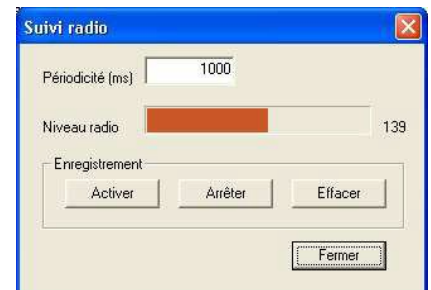 Suivi radio
Périodicité (ms) 1000
Niveau radio 139
Enregistrement
Activer Arrêter Effacer
Fermer